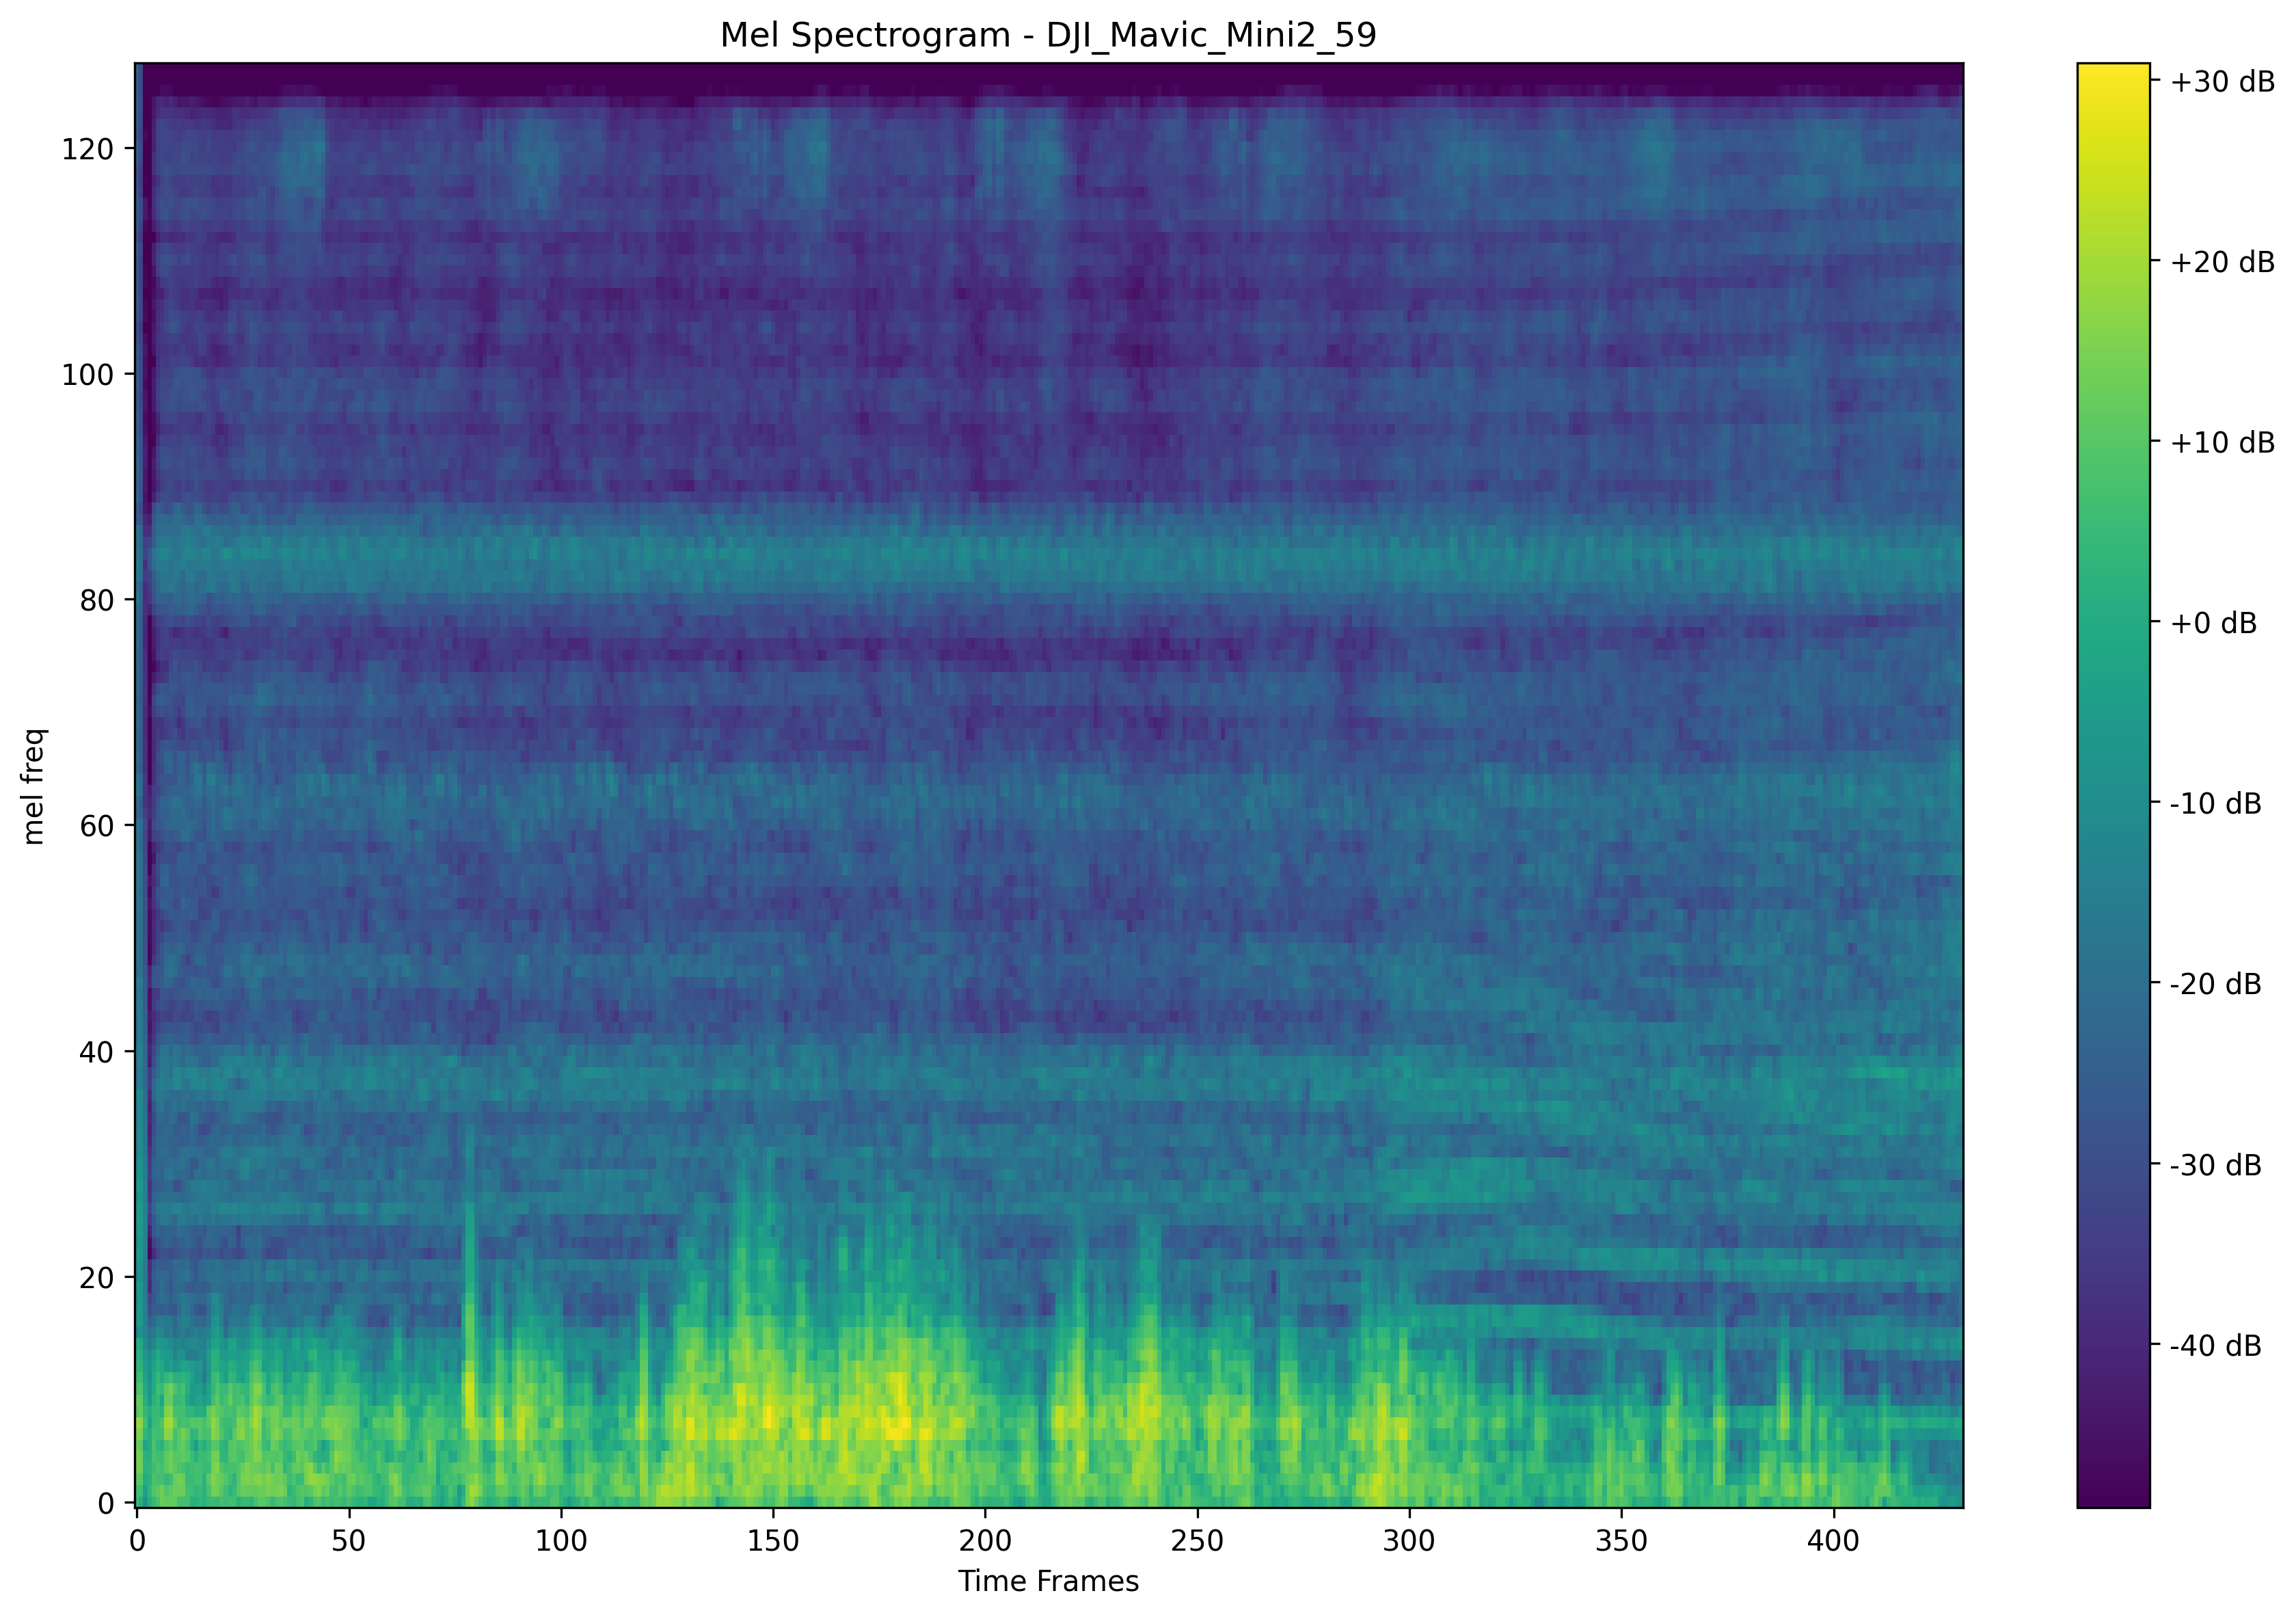 Mel Spectrogram - DJI_Mavic_Mini2_59
mel freq
120
100
80
60
40
20
0
0 50 100 150 200 250 300 350 400
Time Frames
+30 dB
+20 dB
+10 dB
+0 dB
-10 dB
-20 dB
-30 dB
-40 dB